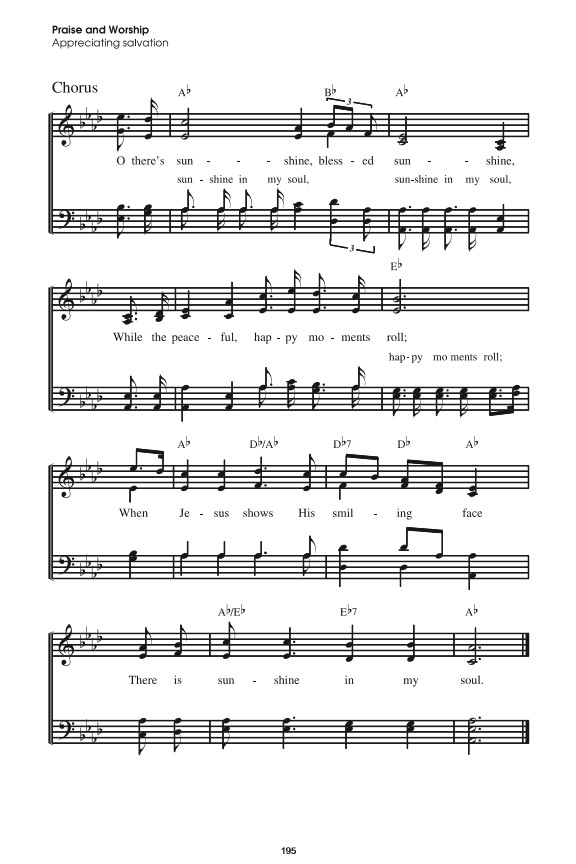 Praise and Worship
Appreciating salvation
Chorus
A♭ B♭ A♭
3
O there's sun - - - shine, bless - ed sun - - - shine,
sun - shine in my soul, sun-shine in my soul,
3
E♭
While the peace - ful, hap - py mo - ments roll;
hap-py mo ments roll;
A♭ D♭/A♭ D♭7 D♭ A♭
When Je - sus shows His smil - ing face
A♭/E♭ E♭7 A♭
There is sun - shine in my soul.
195